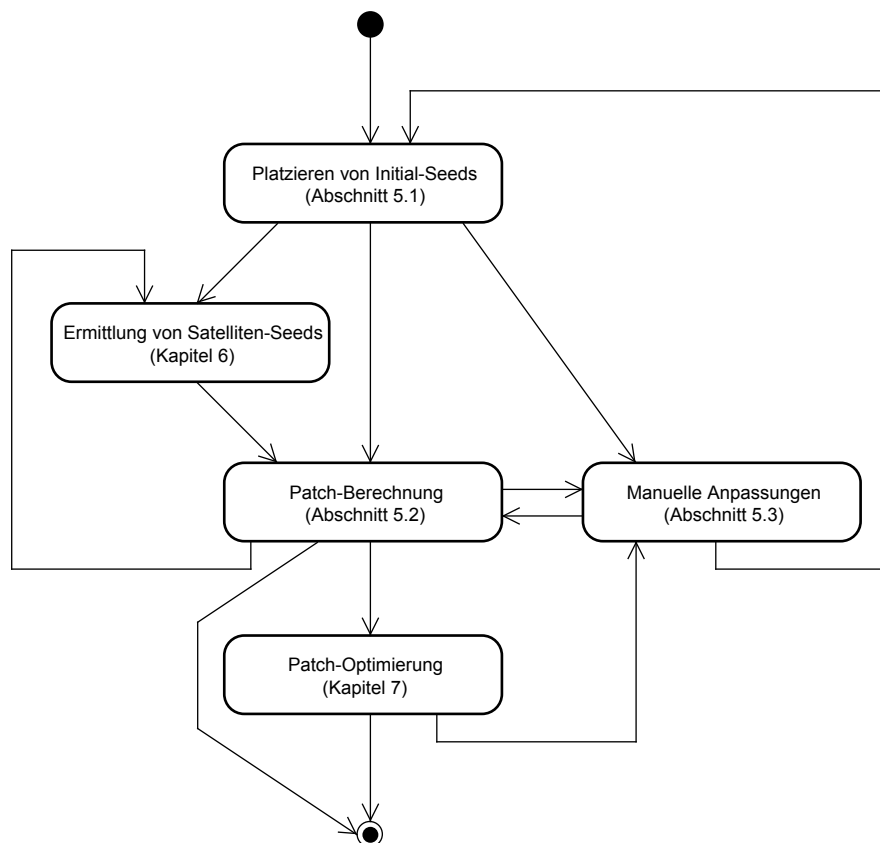 Platzieren von Initial-Seeds
(Abschnitt 5.1)
Ermittlung von Satelliten-Seeds
(Kapitel 6)
Patch-Berechnung
(Abschnitt 5.2)
Manuelle Anpassungen
(Abschnitt 5.3)
Patch-Optimierung
(Kapitel 7)